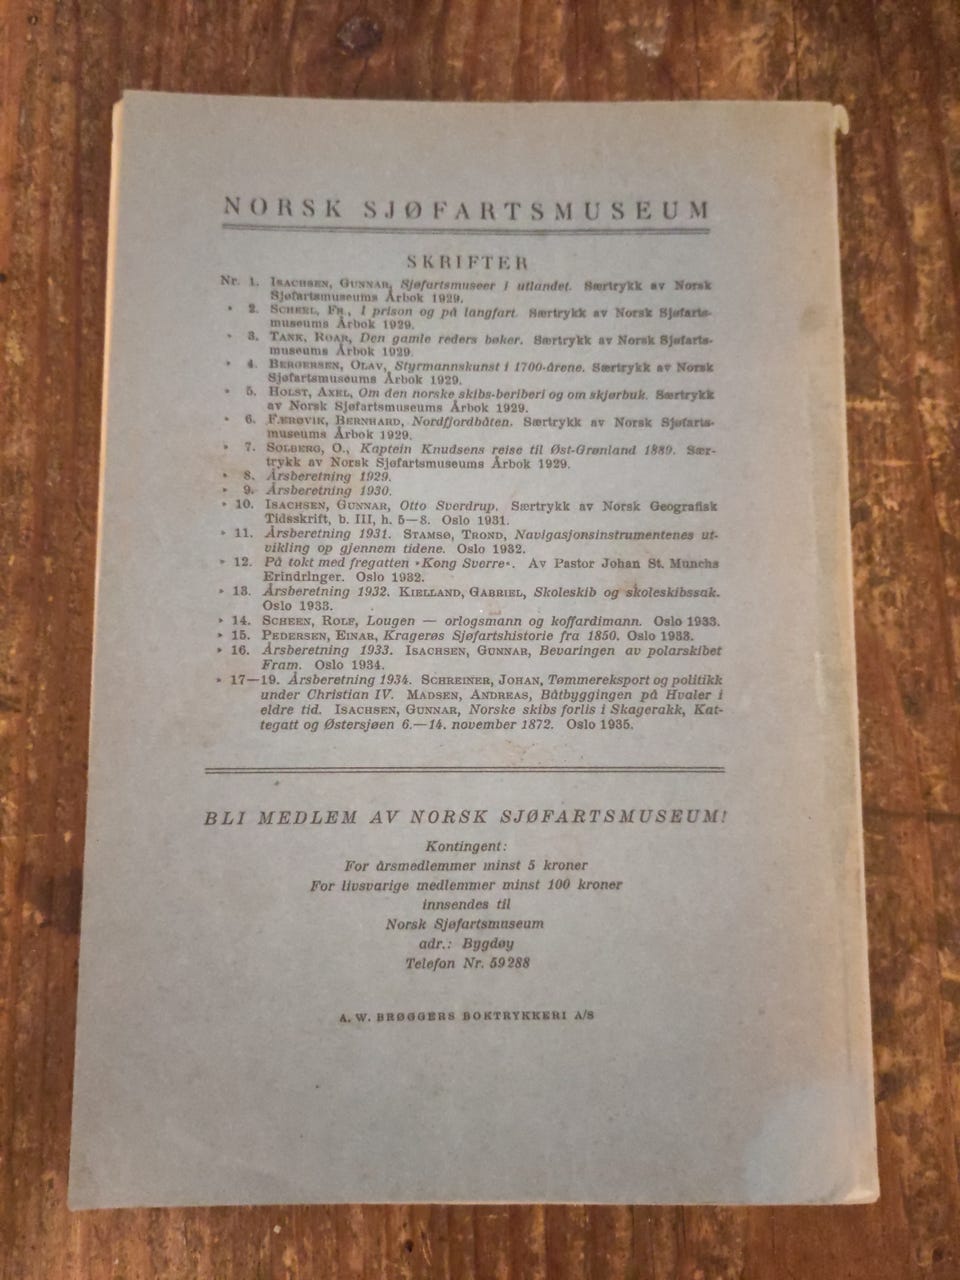 NORSK SJØFARTSMUSEUM
SKRIFTER
Nr. 1. ISACHSEN, GUNNAR, Sjøfartsmuseer i utlandet. Særtrykk av Norsk
Sjøfartsmuseums Årbok 1929.
» 2. SCHEEL, FR., I prison og på langfart. Særtrykk av Norsk Sjøfarts-
museums Årbok 1929.
» 3. TANK, ROAR, Den gamle reders bøker. Særtrykk av Norsk Sjøfarts-
museums Årbok 1929.
» 4. BERGERSEN, OLAV, Styrmannskunst i 1700-årene. Særtrykk av Norsk
Sjøfartsmuseums Årbok 1929.
» 5. HOLST, AXEL, Om den norske skibs-beriberi og om skjørbuk. Særtrykk
av Norsk Sjøfartsmuseums Årbok 1929.
» 6. FÆRØVIK, BERNHARD, Nordfjordbåten. Særtrykk av Norsk Sjøfarts-
museums Årbok 1929.
» 7. SOLBERG, O., Kaptein Knudsens reise til Øst-Grønland 1889. Sær-
trykk av Norsk Sjøfartsmuseums Årbok 1929.
» 8. Årsberetning 1929.
» 9. Årsberetning 1930.
» 10. ISACHSEN, GUNNAR, Otto Sverdrup. Særtrykk av Norsk Geografisk
Tidsskrift, b. III, h. 5—8. Oslo 1931.
» 11. Årsberetning 1931. STAMSØ, TROND, Navigasjonsinstrumentenes ut-
vikling op gjennem tidene. Oslo 1932.
» 12. På tokt med fregatten »Kong Sverre«. Av Pastor Johan St. Munchs
Erindringer. Oslo 1932.
» 13. Årsberetning 1932. KIELLAND, GABRIEL, Skoleskib og skoleskibssak.
Oslo 1933.
» 14. SCHEEN, ROLF, Lougen — orlogsmann og koffardimann. Oslo 1933.
» 15. PEDERSEN, EINAR, Kragerøs Sjøfartshistorie fra 1850. Oslo 1933.
» 16. Årsberetning 1933. ISACHSEN, GUNNAR, Bevaringen av polarskibet
Fram. Oslo 1934.
» 17—19. Årsberetning 1934. SCHREINER, JOHAN, Tømmereksport og politikk
under Christian IV. MADSEN, ANDREAS, Båtbyggingen på Hvaler i
eldre tid. ISACHSEN, GUNNAR, Norske skibs forlis i Skagerakk, Kat-
tegatt og Østersjøen 6.—14. november 1872. Oslo 1935.
BLI MEDLEM AV NORSK SJØFARTSMUSEUM!
Kontingent:
For årsmedlemmer minst 5 kroner
For livsvarige medlemmer minst 100 kroner
innsendes til
Norsk Sjøfartsmuseum
adr.: Bygdøy
Telefon Nr. 59288
A. W. BRØGGERS BOKTRYKKERI A/S